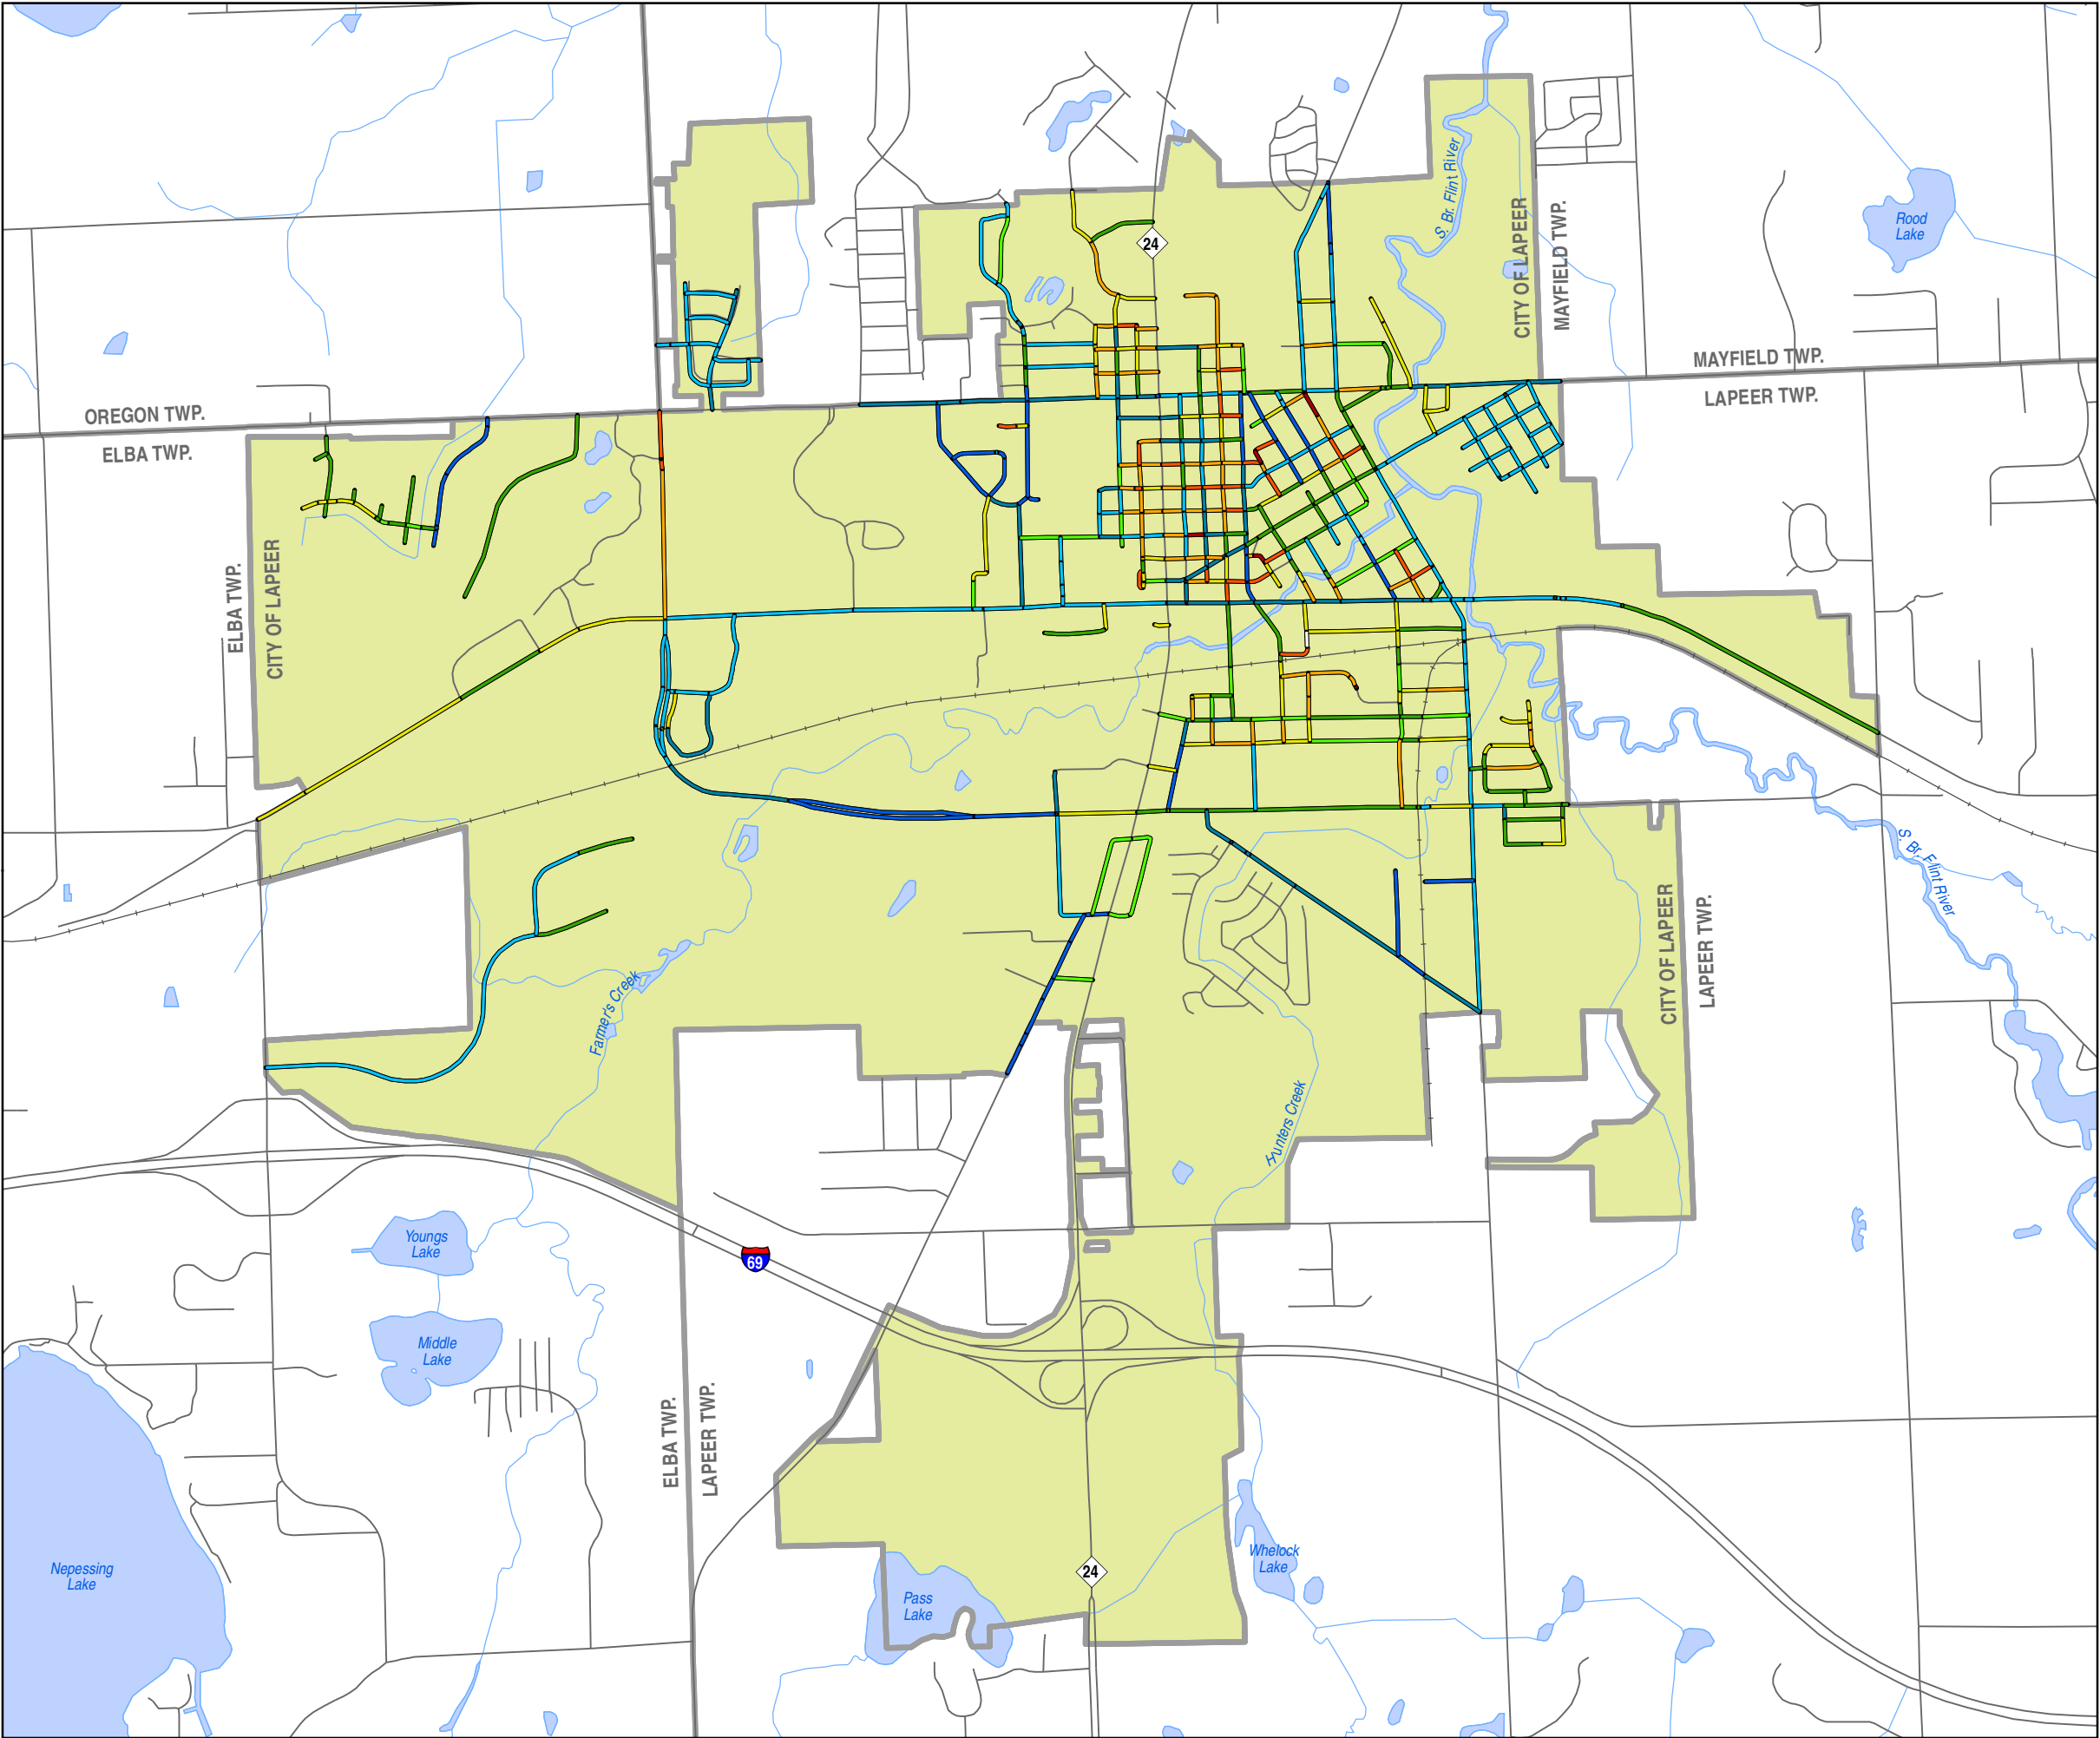 24
S. Br. Flint River
CITY OF LAPEER
MAYFIELD TWP.
Rood
Lake
MAYFIELD TWP.
LAPEER TWP.
OREGON TWP.
ELBA TWP.
ELBA TWP.
CITY OF LAPEER
S. Br. Flint River
CITY OF LAPEER
LAPEER TWP.
Farmer's Creek
Hunters Creek
Youngs
Lake
69
Middle
Lake
ELBA TWP.
LAPEER TWP.
Nepessing
Lake
Pass
Lake
24
Whelock
Lake